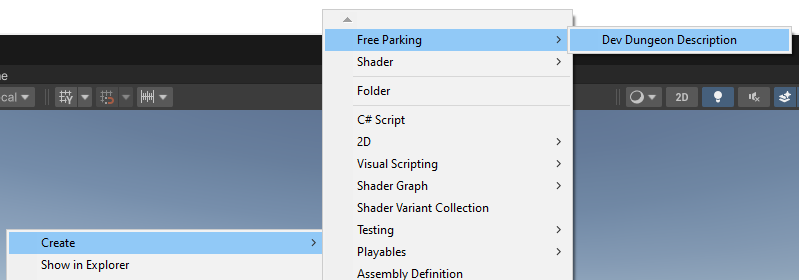 Free Parking
Dev Dungeon Description
Shader
ne
cal
2D
Folder
C# Script
2D
Visual Scripting
Shader Graph
Shader Variant Collection
Testing
Create
Playables
Show in Explorer
Assembly Definition